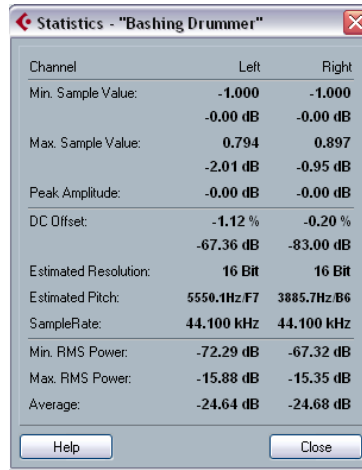 Statistics - "Bashing Drummer"
Channel Left Right
Min. Sample Value: -1.000 -1.000
-0.00 dB -0.00 dB
Max. Sample Value: 0.794 0.897
-2.01 dB -0.95 dB
Peak Amplitude: -0.00 dB -0.00 dB
DC Offset: -1.12 % -0.20 %
-67.36 dB -83.00 dB
Estimated Resolution: 16 Bit 16 Bit
Estimated Pitch: 5550.1Hz/F7 3885.7Hz/B6
SampleRate: 44.100 kHz 44.100 kHz
Min. RMS Power: -72.29 dB -67.32 dB
Max. RMS Power: -15.88 dB -15.35 dB
Average: -24.64 dB -24.68 dB
Help Close